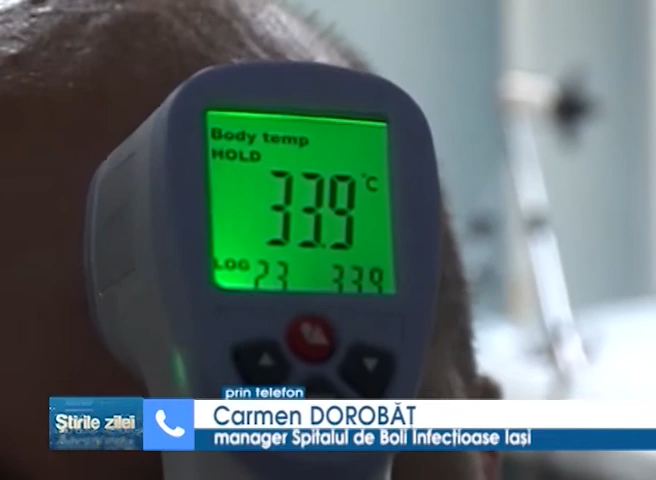 Body temp
HOLD
33.9 °C
LOG 23 33.9
prin telefon
Știrile zilei
Carmen DOROBĂȚ
manager Spitalul de Boli Infecțioase Iași